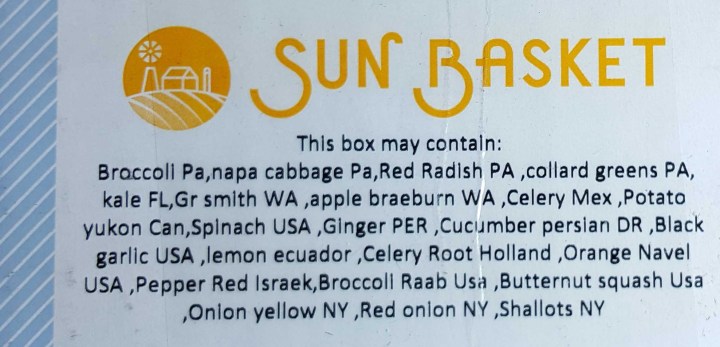 SUN BASKET
This box may contain:
Broccoli Pa,napa cabbage Pa,Red Radish PA ,collard greens PA,
kale FL,Gr smith WA ,apple braeburn WA ,Celery Mex ,Potato
yukon Can,Spinach USA ,Ginger PER ,Cucumber persian DR ,Black
garlic USA ,lemon ecuador ,Celery Root Holland ,Orange Navel
USA ,Pepper Red Israek,Broccoli Raab Usa ,Butternut squash Usa
,Onion yellow NY ,Red onion NY ,Shallots NY